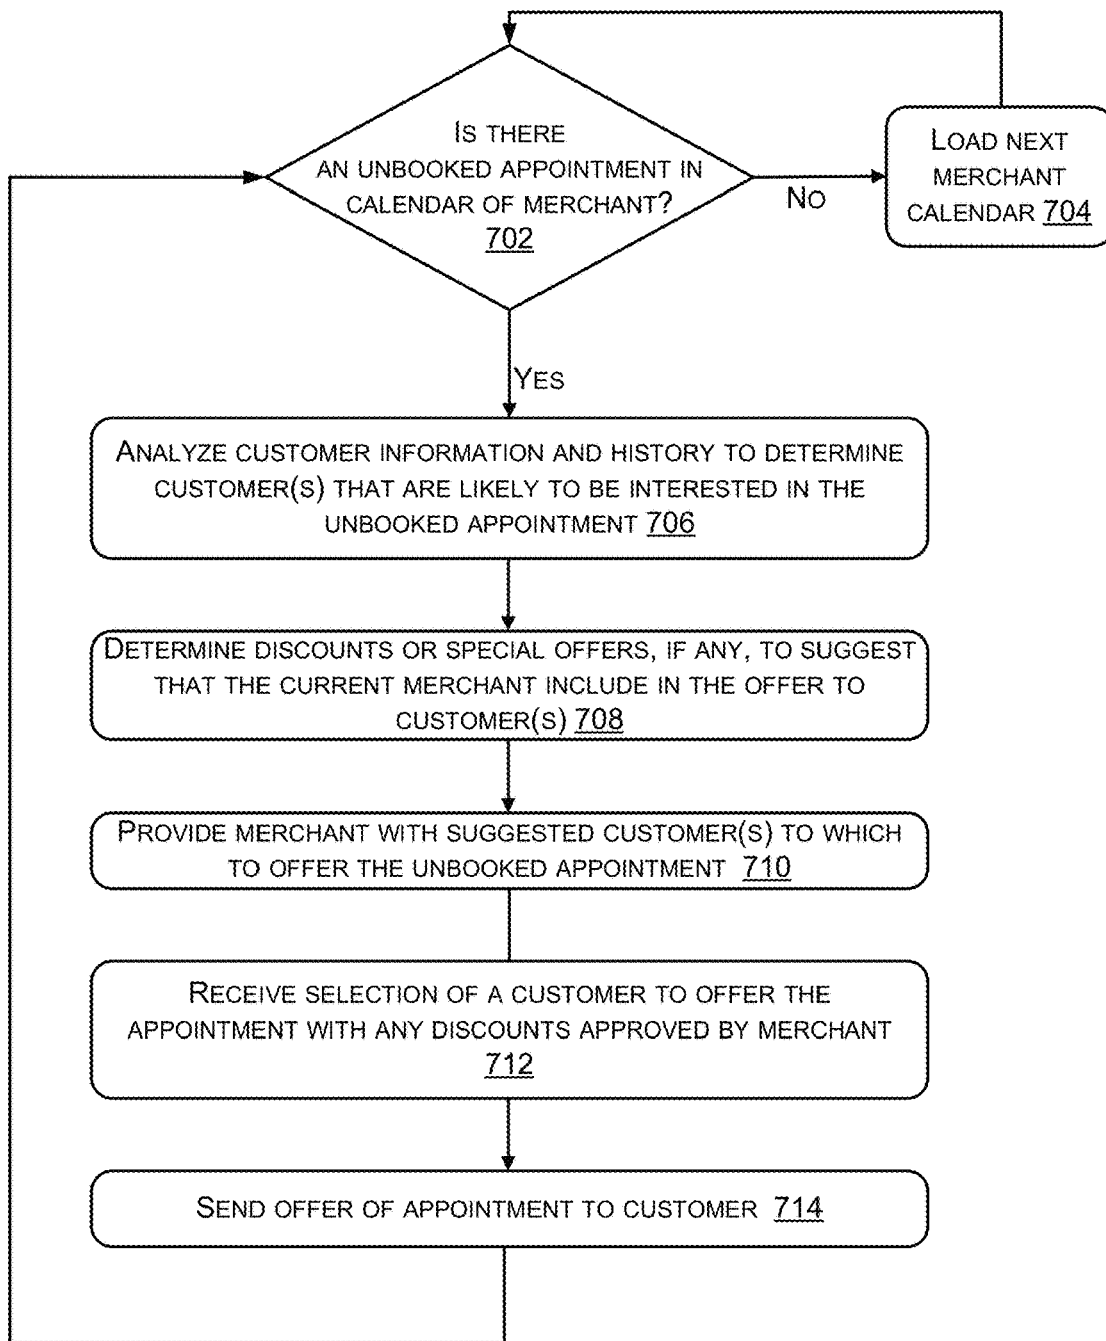 IS THERE
AN UNBOOKED APPOINTMENT IN
CALENDAR OF MERCHANT?
702
NO
LOAD NEXT
MERCHANT
CALENDAR 704
YES
ANALYZE CUSTOMER INFORMATION AND HISTORY TO DETERMINE
CUSTOMER(S) THAT ARE LIKELY TO BE INTERESTED IN THE
UNBOOKED APPOINTMENT 706
DETERMINE DISCOUNTS OR SPECIAL OFFERS, IF ANY, TO SUGGEST
THAT THE CURRENT MERCHANT INCLUDE IN THE OFFER TO
CUSTOMER(S) 708
PROVIDE MERCHANT WITH SUGGESTED CUSTOMER(S) TO WHICH
TO OFFER THE UNBOOKED APPOINTMENT 710
RECEIVE SELECTION OF A CUSTOMER TO OFFER THE
APPOINTMENT WITH ANY DISCOUNTS APPROVED BY MERCHANT
712
SEND OFFER OF APPOINTMENT TO CUSTOMER 714